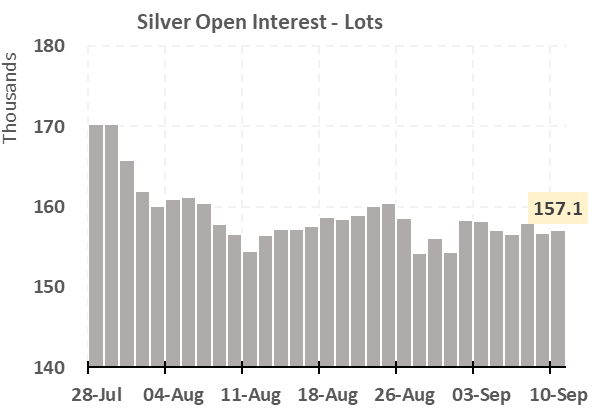 Silver Open Interest - Lots
Thousands
180
170
160
150
140
157.1
28-Jul 04-Aug 11-Aug 18-Aug 26-Aug 03-Sep 10-Sep